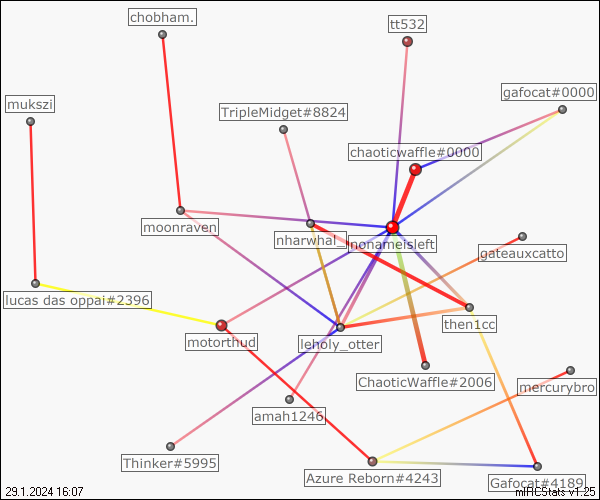 chobham.
tt532
gafocat#0000
mukszi
TripleMidget#8824
chaoticwaffle#0000
moonraven
nharwhal_
nonameisleft
gateauxcatto
lucas das oppai#2396
then1cc
motorthud
leholy_otter
ChaoticWaffle#2006
mercurybro
amah1246
Thinker#5995
Azure Reborn#4243
Gafocat#4189
29.1.2024 16:07
mIRCStats v1.25